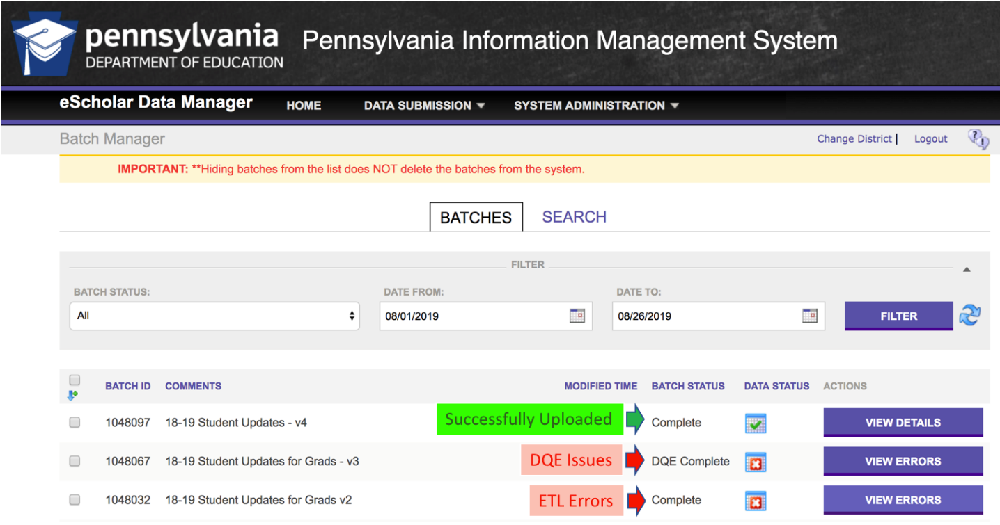 pennsylvania
DEPARTMENT OF EDUCATION
Pennsylvania Information Management System
eScholar Data Manager HOME DATA SUBMISSION SYSTEM ADMINISTRATION
Batch Manager Change District | Logout
IMPORTANT: **Hiding batches from the list does NOT delete the batches from the system.
BATCHES SEARCH
FILTER
BATCH STATUS: DATE FROM: DATE TO:
All 08/01/2019 08/26/2019 FILTER
BATCH ID COMMENTS MODIFIED TIME BATCH STATUS DATA STATUS ACTIONS
1048097 18-19 Student Updates - v4 Successfully Uploaded Complete VIEW DETAILS
1048067 18-19 Student Updates for Grads - v3 DQE Issues DQE Complete VIEW ERRORS
1048032 18-19 Student Updates for Grads v2 ETL Errors Complete VIEW ERRORS